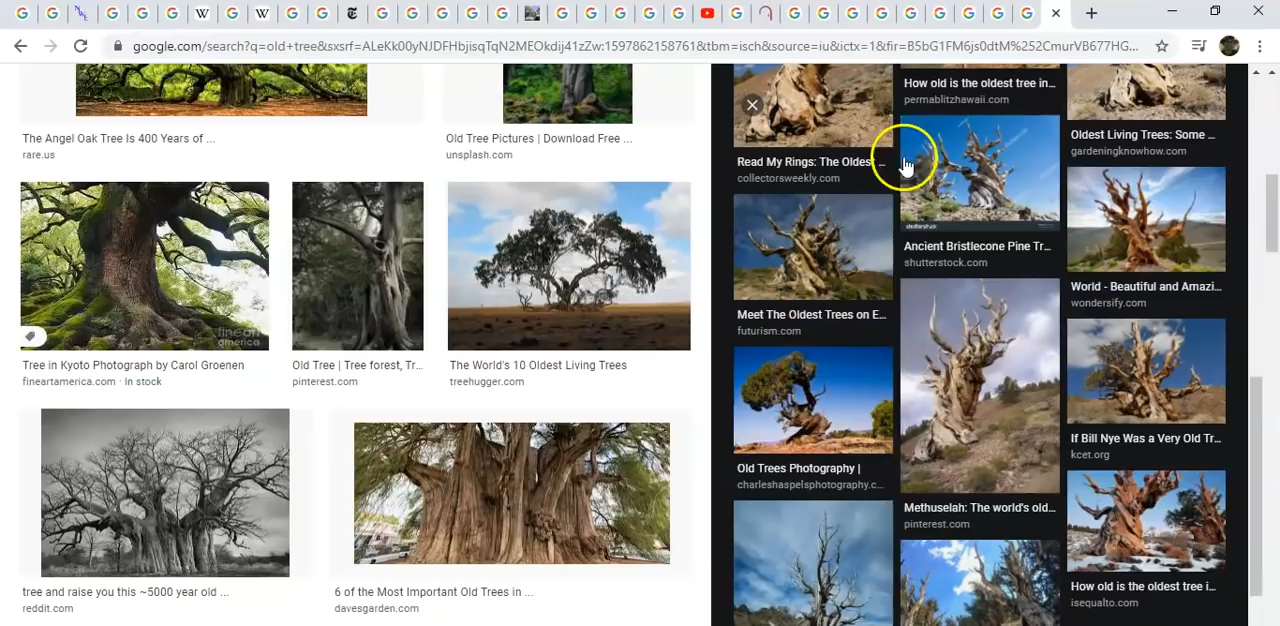 google.com/search?q=old+tree&sxsrf=ALeKk00yNJDFHbjisqTqN2MEOkdij41zZw:1597862158761&tbm=isch&source=iu&ictx=1&fir=B5bG1FM6js0dtM%252CmurVB677HG...
The Angel Oak Tree Is 400 Years of ...
rare.us
Old Tree Pictures | Download Free ...
unsplash.com
fine art
america
Tree in Kyoto Photograph by Carol Groenen
fineartamerica.com · In stock
Old Tree | Tree forest, Tr...
pinterest.com
The World's 10 Oldest Living Trees
treehugger.com
tree and raise you this ~5000 year old ...
reddit.com
6 of the Most Important Old Trees in ...
davesgarden.com
Read My Rings: The Oldest ...
collectorsweekly.com
Meet The Oldest Trees on E...
futurism.com
Old Trees Photography |
charleshaspelsphotography.c...
How old is the oldest tree in...
permablitzhawaii.com
shutterstock
Ancient Bristlecone Pine Tr...
shutterstock.com
Methuselah: The world's old...
pinterest.com
Oldest Living Trees: Some ...
gardeningknowhow.com
World - Beautiful and Amazi...
wondersify.com
If Bill Nye Was a Very Old Tr...
kcet.org
How old is the oldest tree i...
isequalto.com